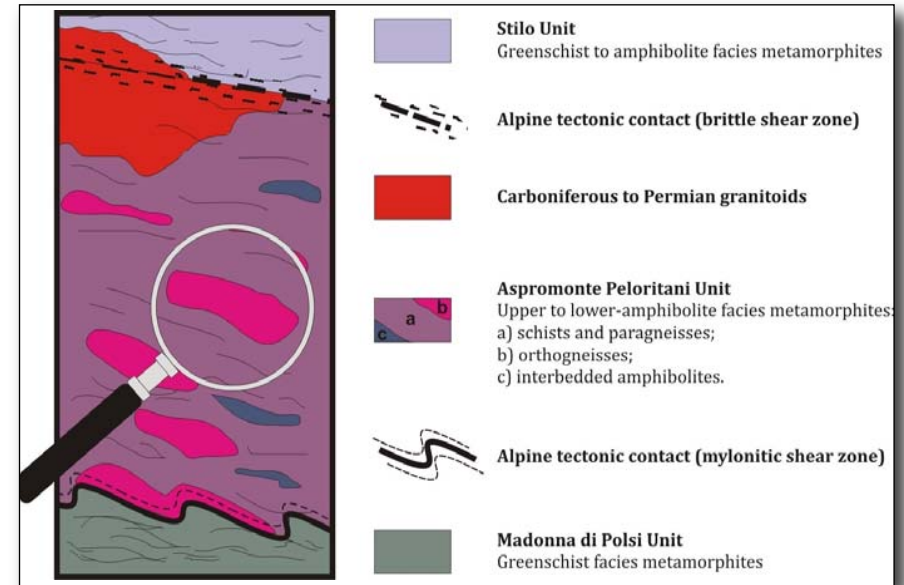 Stilo Unit
Greenschist to amphibolite facies metamorphites
Alpine tectonic contact (brittle shear zone)
Carboniferous to Permian granitoids
a
b
c
Aspromonte Peloritani Unit
Upper to lower-amphibolite facies metamorphites:
a) schists and paragneisses;
b) orthogneisses;
c) interbedded amphibolites.
Alpine tectonic contact (mylonitic shear zone)
Madonna di Polsi Unit
Greenschist facies metamorphites